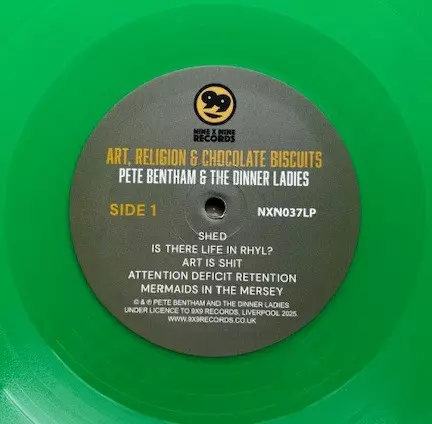 99
NINE X NINE
RECORDS
ART, RELIGION & CHOCOLATE BISCUITS
PETE BENTHAM & THE DINNER LADIES
SIDE 1
NXN037LP
SHED
IS THERE LIFE IN RHYL?
ART IS SHIT
ATTENTION DEFICIT RETENTION
MERMAIDS IN THE MERSEY
© & ℗ PETE BENTHAM AND THE DINNER LADIES
UNDER LICENCE TO 9X9 RECORDS, LIVERPOOL 2025
WWW.9X9RECORDS.CO.UK